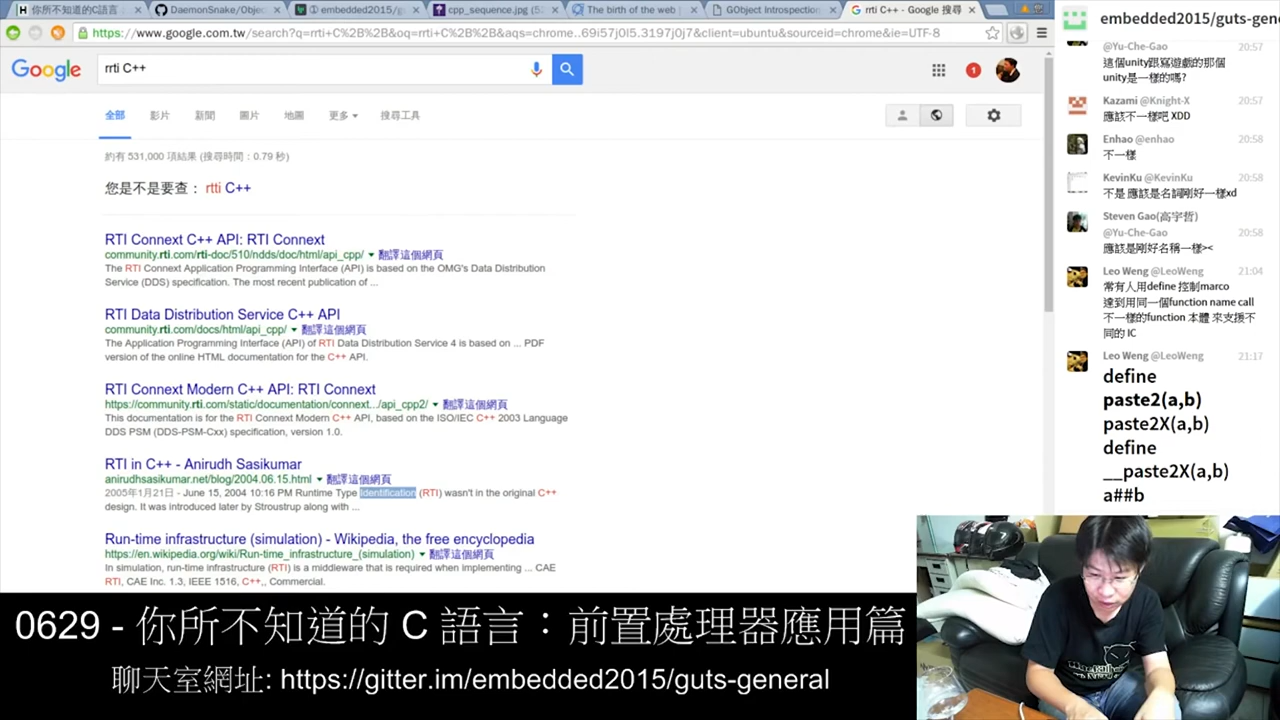 你所不知道的C語言：
DaemonSnake/Objec
① embedded2015/gu
cpp_sequence.jpg (52
The birth of the web |
GObject Introspection
rrti C++ - Google 搜尋
https://www.google.com.tw/search?q=rrti+C%2B%2B&oq=rrti+C%2B%2B&aqs=chrome..69i57j0l5.3197j0j7&client=ubuntu&sourceid=chrome&ie=UTF-8
Google
rrti C++
1
全部 影片 新聞 圖片 地圖 更多 搜尋工具
約有 531,000 項結果 (搜尋時間：0.79 秒)
您是不是要查： rtti C++
RTI Connext C++ API: RTI Connext
community.rti.com/rti-doc/510/ndds/doc/html/api_cpp/ 翻譯這個網頁
The RTI Connext Application Programming Interface (API) is based on the OMG's Data Distribution
Service (DDS) specification. The most recent publication of ...
RTI Data Distribution Service C++ API
community.rti.com/docs/html/api_cpp/ 翻譯這個網頁
The Application Programming Interface (API) of RTI Data Distribution Service 4 is based on ... PDF
version of the online HTML documentation for the C++ API.
RTI Connext Modern C++ API: RTI Connext
https://community.rti.com/static/documentation/connext.../api_cpp2/ 翻譯這個網頁
This documentation is for the RTI Connext Modern C++ API, based on the ISO/IEC C++ 2003 Language
DDS PSM (DDS-PSM-Cxx) specification, version 1.0.
RTI in C++ - Anirudh Sasikumar
anirudhsasikumar.net/blog/2004.06.15.html 翻譯這個網頁
2005年1月21日 - June 15, 2004 10:16 PM Runtime Type Identification (RTI) wasn't in the original C++
design. It was introduced later by Stroustrup along with ...
Run-time infrastructure (simulation) - Wikipedia, the free encyclopedia
https://en.wikipedia.org/wiki/Run-time_infrastructure_(simulation) 翻譯這個網頁
In simulation, run-time infrastructure (RTI) is a middleware that is required when implementing ... CAE
RTI, CAE Inc. 1.3, IEEE 1516, C++,, Commercial.
embedded2015/guts-gen
@Yu-Che-Gao 20:57
這個unity跟寫遊戲的那個
unity是一樣的嗎?
Kazami @Knight-X 20:57
應該不一樣吧 XDD
Enhao @enhao 20:58
不一樣
KevinKu @KevinKu 20:58
不是 應該是名詞剛好一樣xd
Steven Gao(高宇哲)
@Yu-Che-Gao 20:58
應該是剛好名稱一樣><
Leo Weng @LeoWeng 21:04
常有人用define 控制marco
達到用同一個function name call
不一樣的function 本體 來支援不
同的 IC
Leo Weng @LeoWeng 21:17
define
paste2(a,b)
paste2X(a,b)
define
__paste2X(a,b)
a##b
0629 - 你所不知道的 C 語言：前置處理器應用篇
聊天室網址: https://gitter.im/embedded2015/guts-general